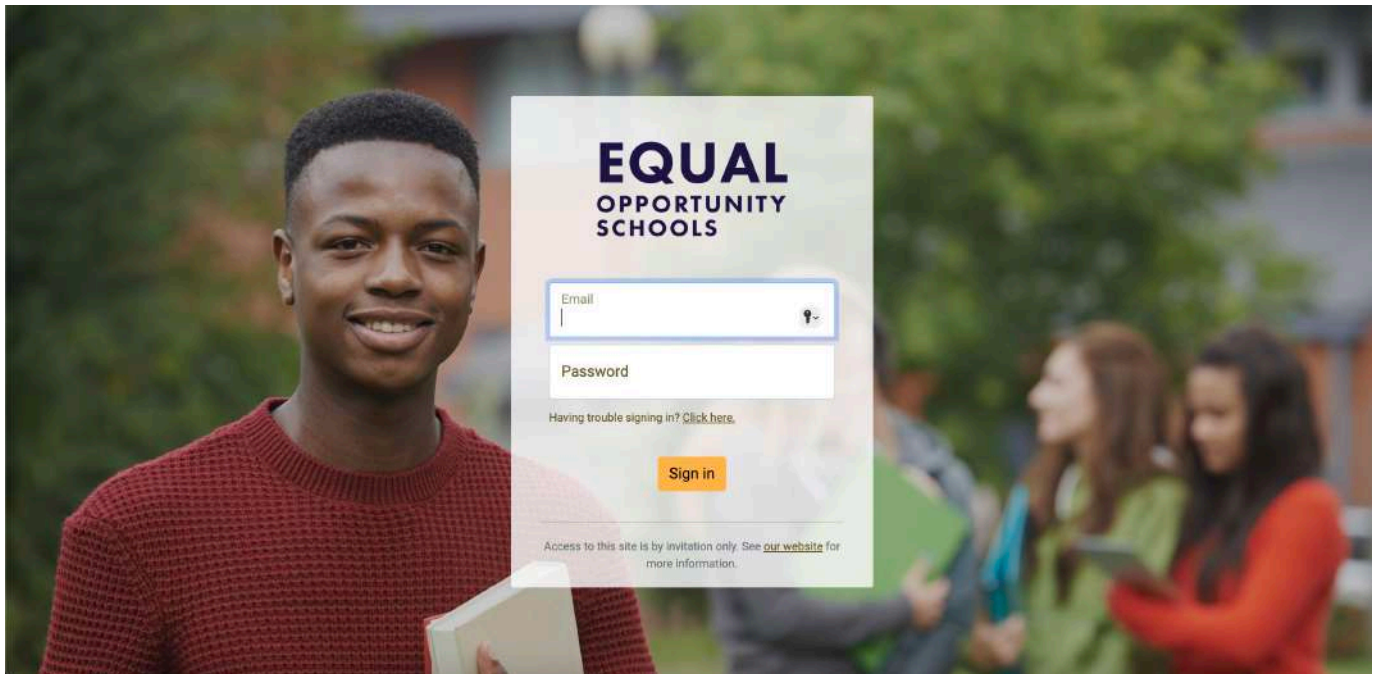 EQUAL
OPPORTUNITY
SCHOOLS
Email
Password
Having trouble signing in? Click here.
Sign in
Access to this site is by invitation only. See our website for
more information.